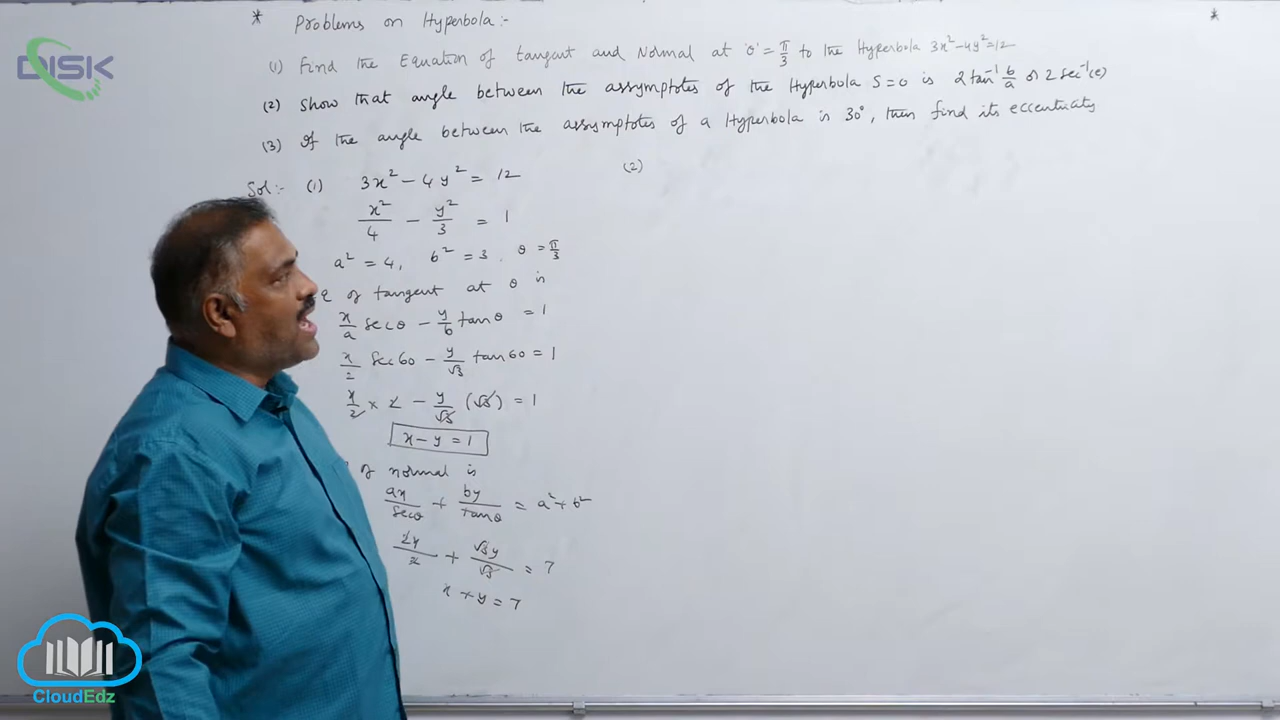 * Problems on Hyperbola :- *
(1) Find the Equation of tangent and Normal at 'θ' = π/3 to the Hyperbola 3x² - 4y² = 12
DISK
(2) Show that angle between the assymptotes of the Hyperbola S = 0 is 2 tan⁻¹ b/a or 2 sec⁻¹(e)
(3) If the angle between the assymptotes of a Hyperbola is 30°, then find its eccentricity
Sol :- (1) 3x² - 4y² = 12
(2)
x²/4 - y²/3 = 1
a² = 4, b² = 3. θ = π/3
of tangent at θ is
x/a secθ - y/b tanθ = 1
x/2 sec60 - y/√3 tan60 = 1
x/2 × 2 - y/√3 (√3) = 1
x - y = 1
of normal is
ax/secθ + by/tanθ = a² + b²
2x/2 + √3y/√3 = 7
x + y = 7
CloudEdz